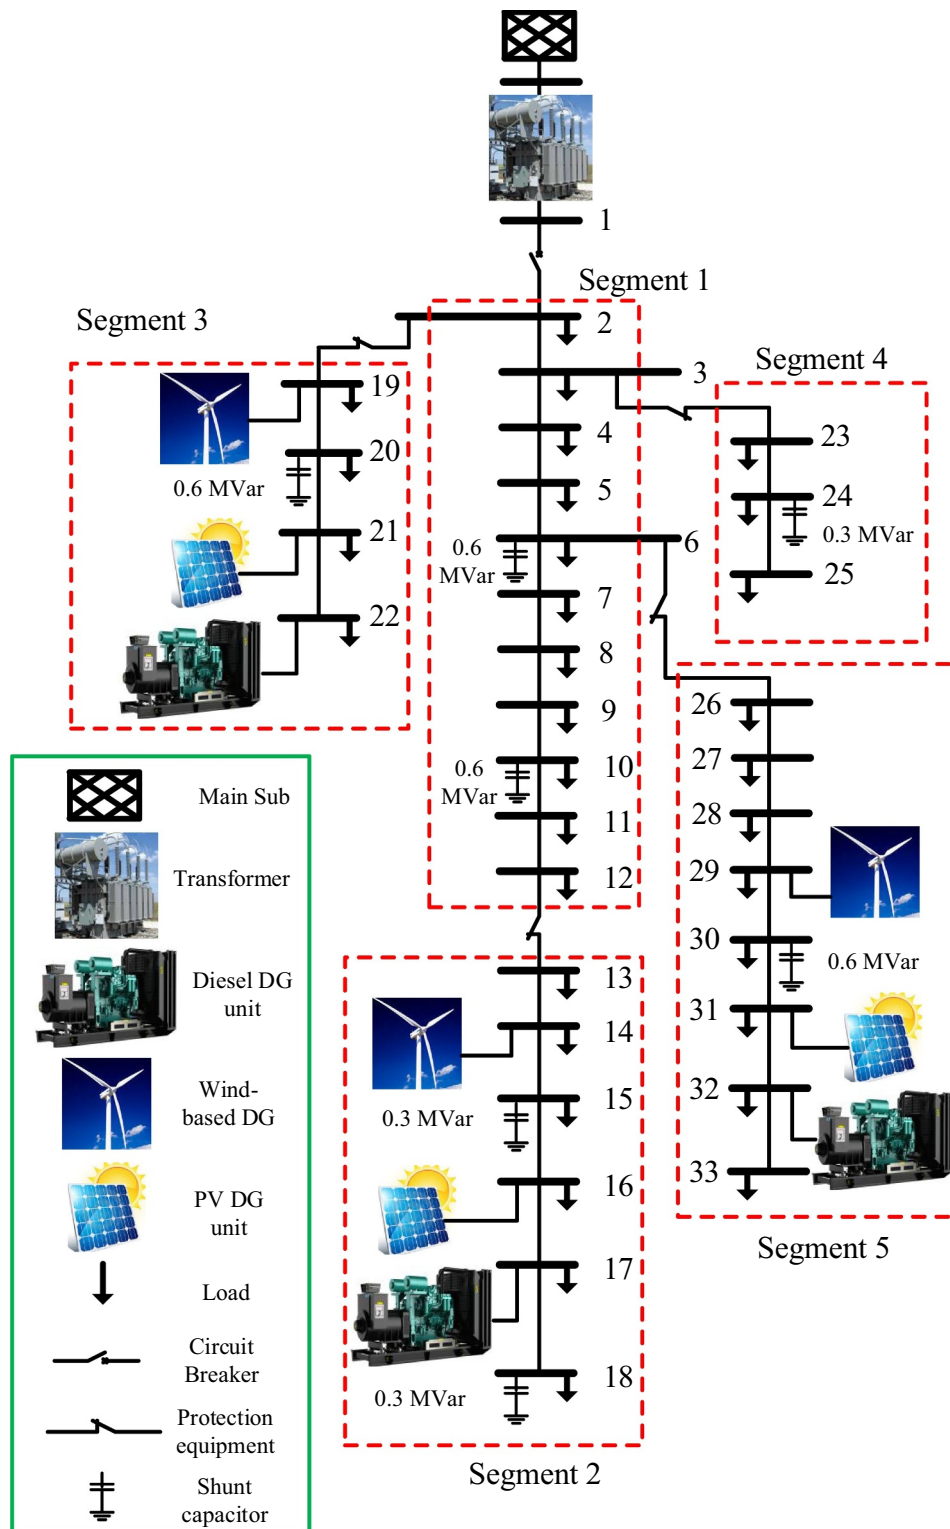 1
Segment 1
Segment 3
2
3
Segment 4
19
4
23
20
0.6 MVar
5
24
0.3 MVar
21
0.6
MVar
6
25
22
7
8
26
9
27
0.6
MVar
10
28
11
29
12
30
0.6 MVar
13
31
14
0.3 MVar
15
32
16
33
Segment 5
17
18
0.3 MVar
Segment 2
Main Sub
Transformer
Diesel DG
unit
Wind-
based DG
PV DG
unit
Load
Circuit
Breaker
Protection
equipment
Shunt
capacitor